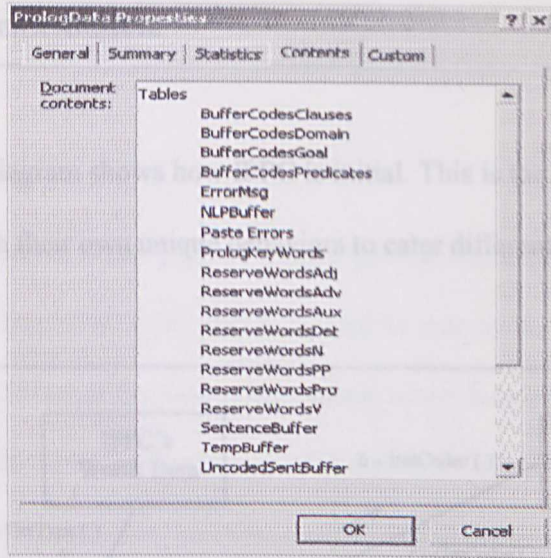 PrologData Properties
General Summary Statistics Contents Custom
Document contents:
Tables
BufferCodesClauses
BufferCodesDomain
BufferCodesGoal
BufferCodesPredicates
ErrorMsg
NLPBuffer
Paste Errors
PrologKeyWords
ReserveWordsAdj
ReserveWordsAdv
ReserveWordsAux
ReserveWordsDet
ReserveWordsN
ReserveWordsPP
ReserveWordsPro
ReserveWordsV
SentenceBuffer
TempBuffer
UncodedSentBuffer
OK Cancel